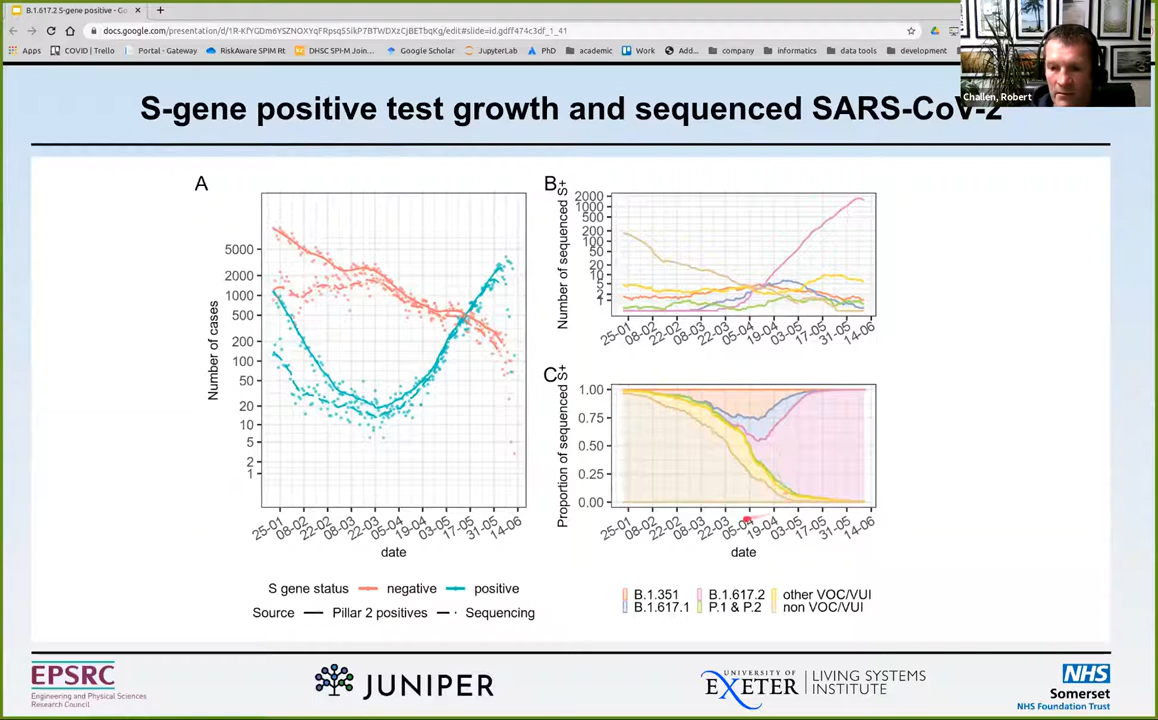 B.1.617.2 S-gene positive - Go
docs.google.com/presentation/d/1R-KfYGDm6YSZNOXYqFRpsqSSikP7BTWDXzCjBETbqKg/edit#slide=id.gdff474c3df_1_41
Apps COVID | Trello Portal - Gateway RiskAware SPIM Rt DHSC SPI-M Join... Google Scholar JupyterLab PhD academic Work Add... company informatics data tools development
Challen, Robert
S-gene positive test growth and sequenced SARS-CoV-2
A
Number of cases
5000
2000
1000
500
200
100
50
20
10
5
2
1
25-01 08-02 22-02 08-03 22-03 05-04 19-04 03-05 17-05 31-05 14-06
date
S gene status negative positive
Source Pillar 2 positives Sequencing
B
Number of sequenced S+
2000
1000
500
200
100
50
20
10
5
2
25-01 08-02 22-02 08-03 22-03 05-04 19-04 03-05 17-05 31-05 14-06
C
Proportion of sequenced S+
1.00
0.75
0.50
0.25
0.00
25-01 08-02 22-02 08-03 22-03 05-04 19-04 03-05 17-05 31-05 14-06
date
B.1.351 B.1.617.2 other VOC/VUI
B.1.617.1 P.1 & P.2 non VOC/VUI
EPSRC
Engineering and Physical Sciences
Research Council
JUNIPER
UNIVERSITY OF
EXETER
LIVING SYSTEMS
INSTITUTE
NHS
Somerset
NHS Foundation Trust